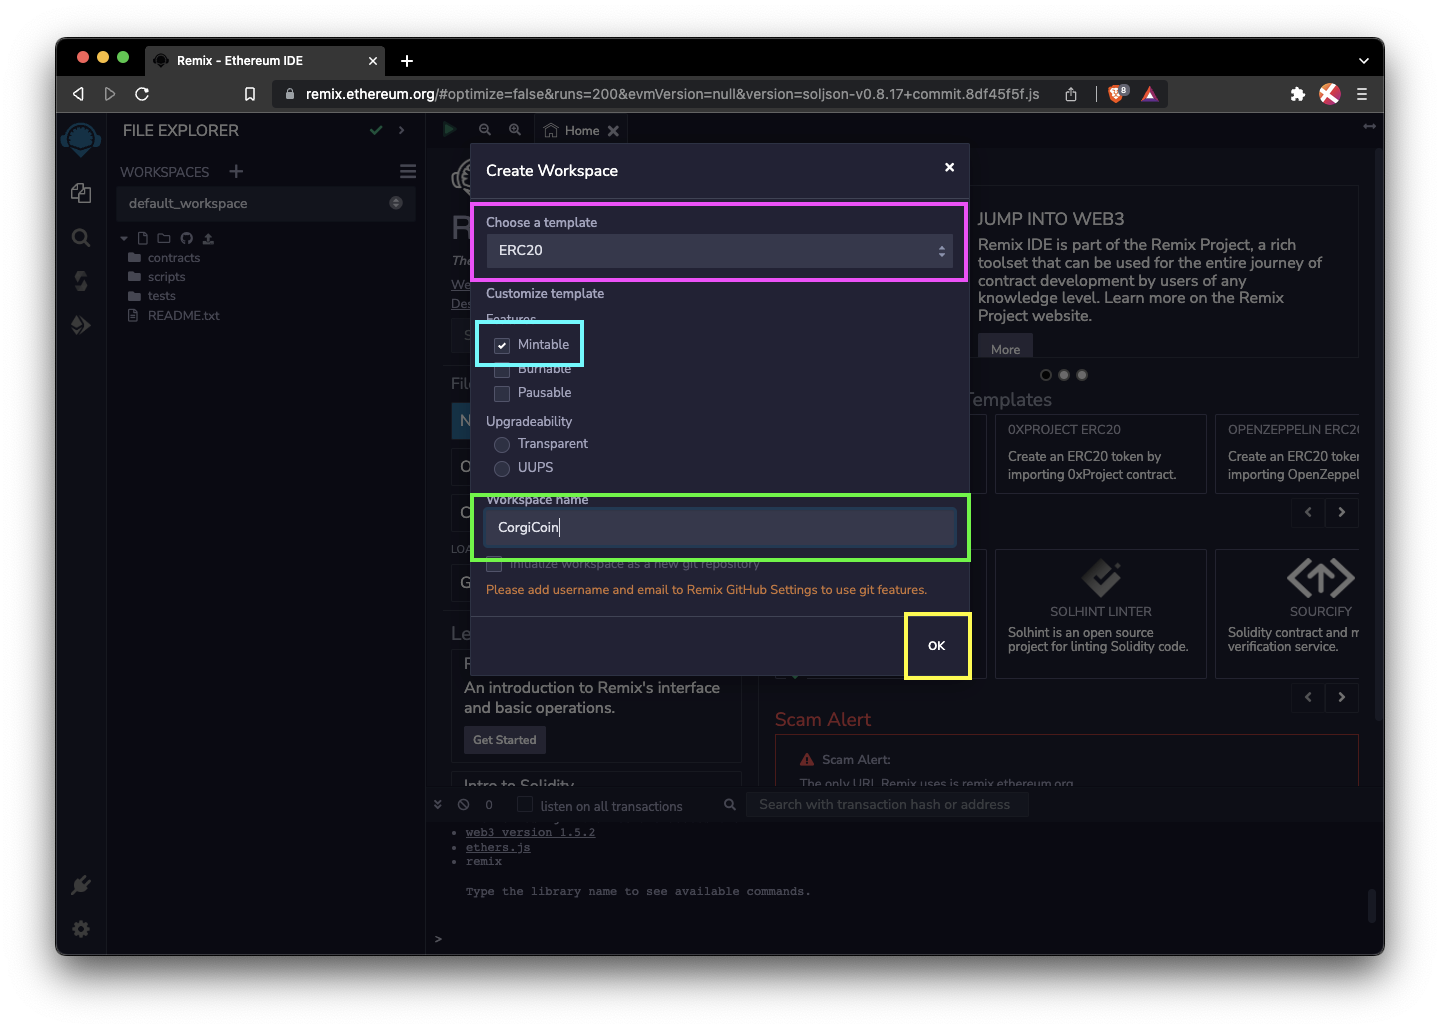 Remix - Ethereum IDE
remix.ethereum.org/#optimize=false&runs=200&evmVersion=null&version=soljson-v0.8.17+commit.8df45f5f.js
8
FILE EXPLORER
WORKSPACES
default_workspace
contracts
scripts
tests
README.txt
Home
Create Workspace
Choose a template
ERC20
Customize template
Features
Mintable
Burnable
Pausable
Upgradeability
Transparent
UUPS
Workspace name
CorgiCoin
Initialize workspace as a new git repository
Please add username and email to Remix GitHub Settings to use git features.
OK
JUMP INTO WEB3
Remix IDE is part of the Remix Project, a rich
toolset that can be used for the entire journey of
contract development by users of any
knowledge level. Learn more on the Remix
Project website.
More
Templates
0XPROJECT ERC20
Create an ERC20 token by
importing 0xProject contract.
OPENZEPPELIN ERC20
Create an ERC20 token
importing OpenZeppel
SOLHINT LINTER
Solhint is an open source
project for linting Solidity code.
SOURCIFY
Solidity contract and m
verification service.
An introduction to Remix's interface
and basic operations.
Get Started
Intro to Solidity
Scam Alert
Scam Alert:
The only URL Remix uses is remix.ethereum.org
0
listen on all transactions
Search with transaction hash or address
web3 version 1.5.2
ethers.js
remix
Type the library name to see available commands.
>